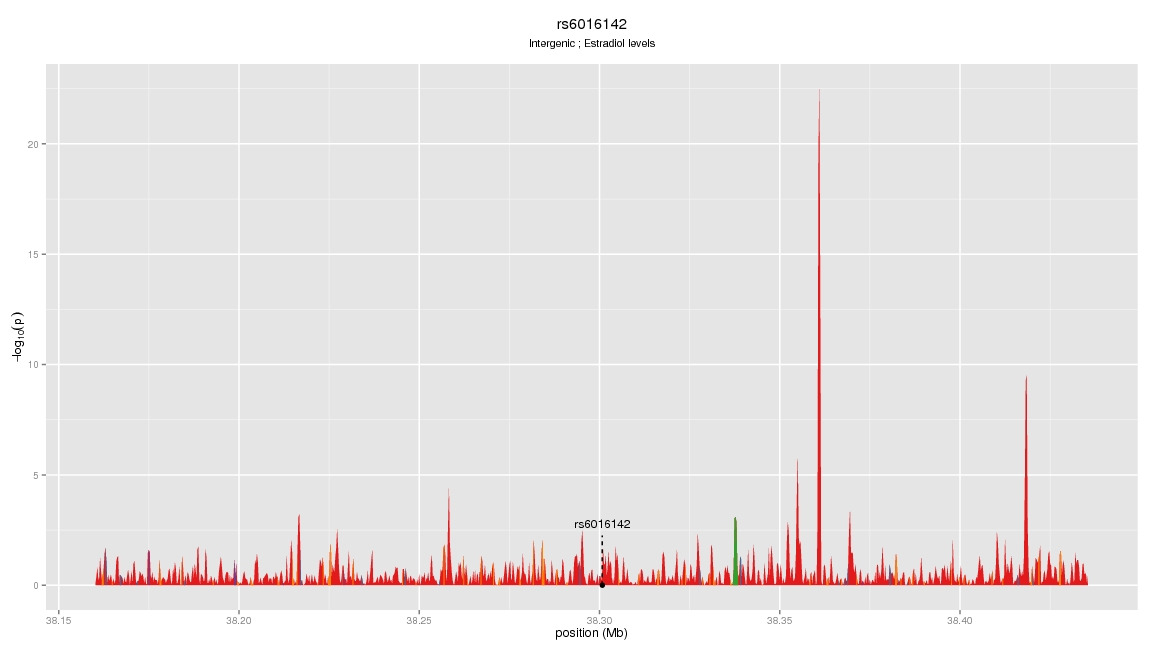 rs6016142
Intergenic ; Estradiol levels
−log10(p)
20
15
10
5
0
rs6016142
38.15 38.20 38.25 38.30 38.35 38.40
position (Mb)